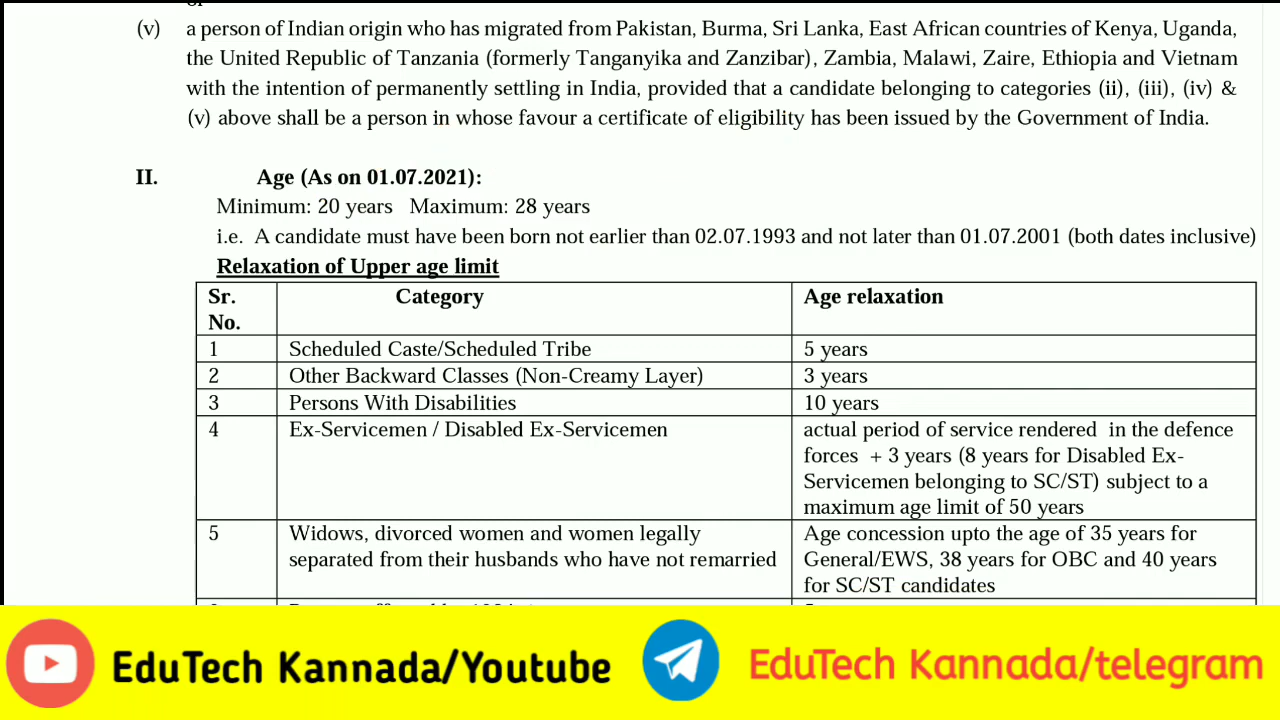 (v) a person of Indian origin who has migrated from Pakistan, Burma, Sri Lanka, East African countries of Kenya, Uganda,
the United Republic of Tanzania (formerly Tanganyika and Zanzibar), Zambia, Malawi, Zaire, Ethiopia and Vietnam
with the intention of permanently settling in India, provided that a candidate belonging to categories (ii), (iii), (iv) &
(v) above shall be a person in whose favour a certificate of eligibility has been issued by the Government of India.
II. Age (As on 01.07.2021):
Minimum: 20 years Maximum: 28 years
i.e. A candidate must have been born not earlier than 02.07.1993 and not later than 01.07.2001 (both dates inclusive)
Relaxation of Upper age limit
Sr. No. Category Age relaxation
1 Scheduled Caste/Scheduled Tribe 5 years
2 Other Backward Classes (Non-Creamy Layer) 3 years
3 Persons With Disabilities 10 years
4 Ex-Servicemen / Disabled Ex-Servicemen actual period of service rendered in the defence
forces + 3 years (8 years for Disabled Ex-
Servicemen belonging to SC/ST) subject to a
maximum age limit of 50 years
5 Widows, divorced women and women legally
separated from their husbands who have not remarried
Age concession upto the age of 35 years for
General/EWS, 38 years for OBC and 40 years
for SC/ST candidates
EduTech Kannada/Youtube EduTech Kannada/telegram